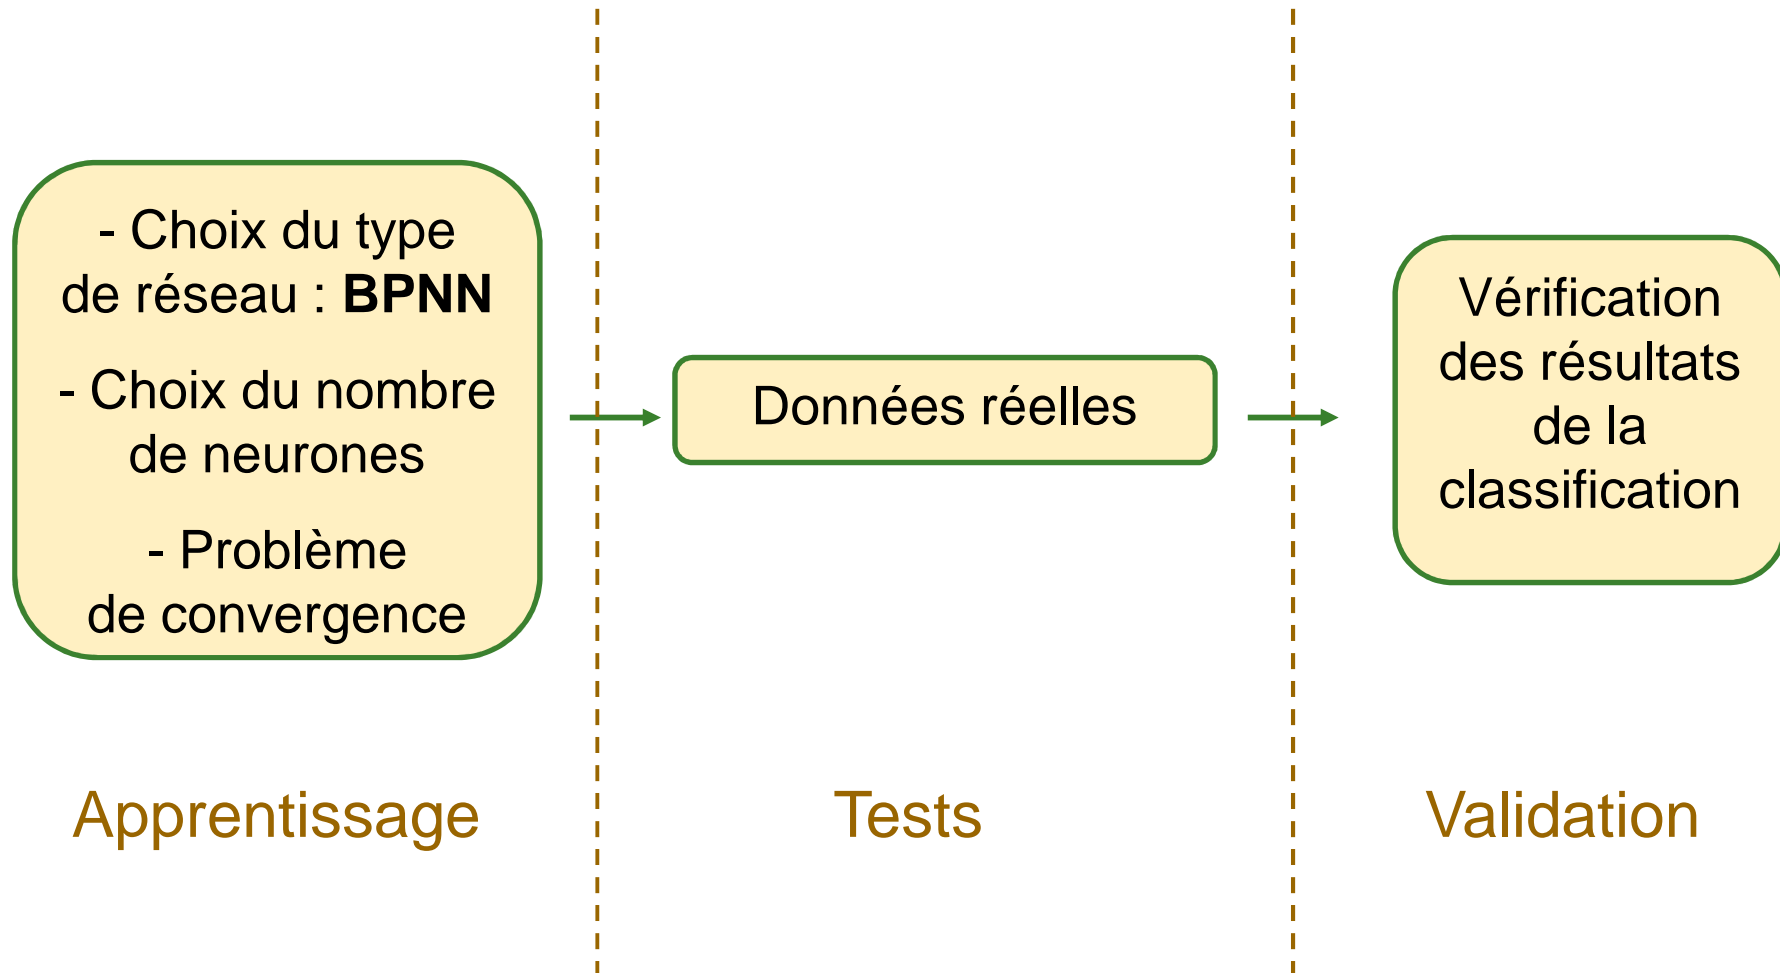 - Choix du type
de réseau : BPNN
- Choix du nombre
de neurones
- Problème
de convergence
Données réelles
Vérification
des résultats
de la
classification
Apprentissage
Tests
Validation